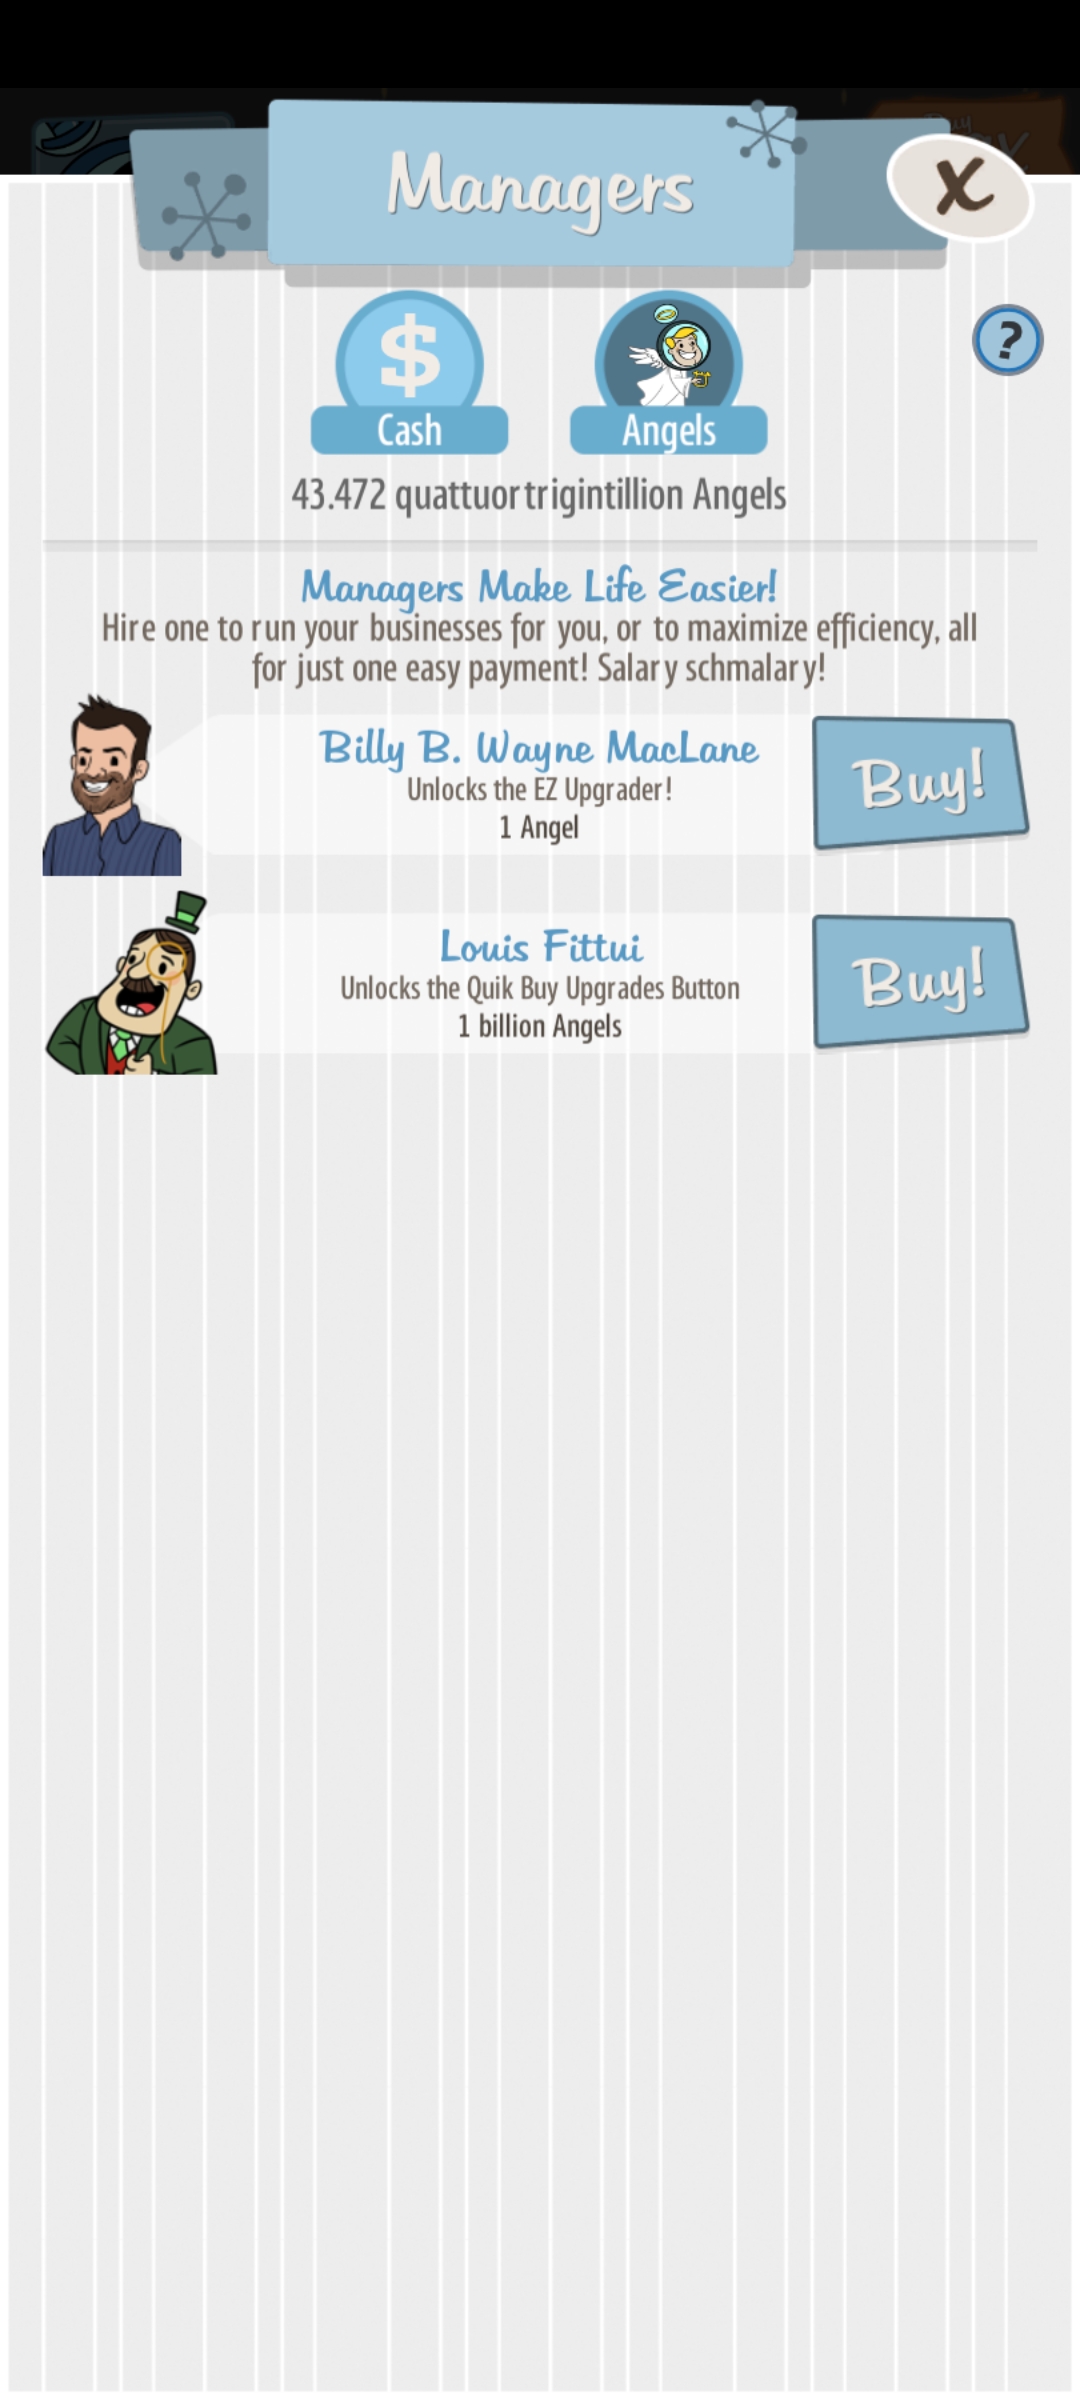 Managers
X
?
$
Cash
Angels
43.472 quattuortrigintillion Angels
Managers Make Life Easier!
Hire one to run your businesses for you, or to maximize efficiency, all
for just one easy payment! Salary schmalary!
Billy B. Wayne MacLane
Unlocks the EZ Upgrader!
1 Angel
Buy!
Louis Fittui
Unlocks the Quik Buy Upgrades Button
1 billion Angels
Buy!